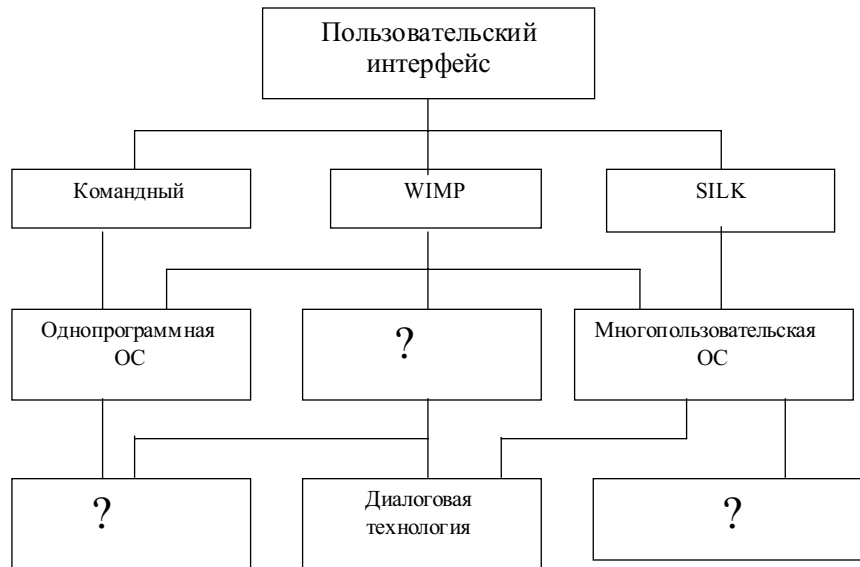 Пользовательский
интерфейс
Командный
WIMP
SILK
Однопрограммная
ОС
?
Многопользовательская
ОС
?
Диалоговая
технология
?